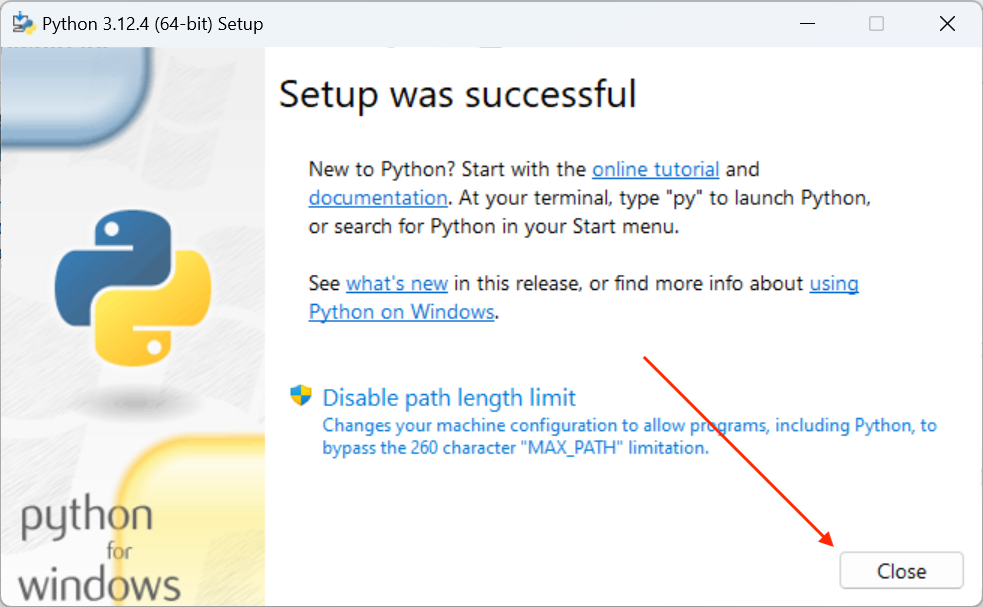 Python 3.12.4 (64-bit) Setup
Setup was successful
New to Python? Start with the online tutorial and
documentation. At your terminal, type "py" to launch Python,
or search for Python in your Start menu.
See what's new in this release, or find more info about using
Python on Windows.
Disable path length limit
Changes your machine configuration to allow programs, including Python, to
bypass the 260 character "MAX_PATH" limitation.
python
for
windows
Close